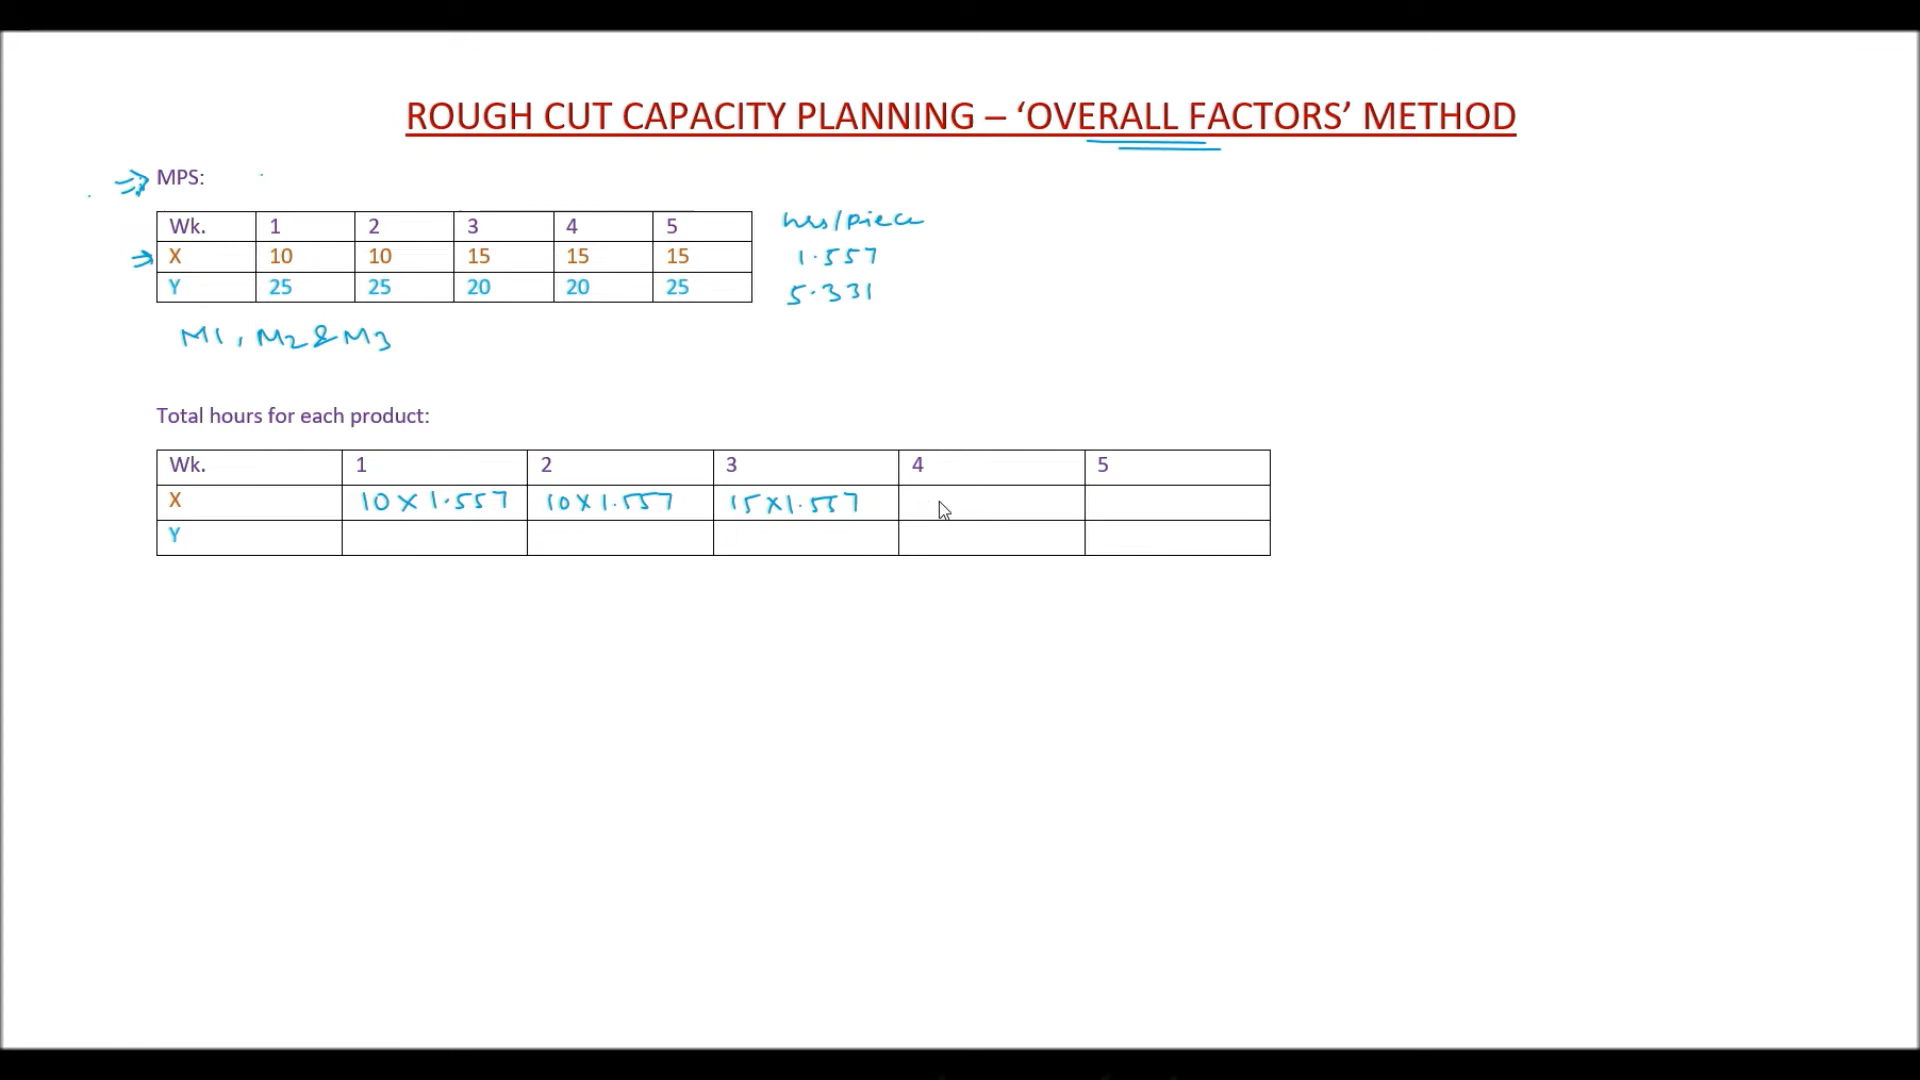 ROUGH CUT CAPACITY PLANNING – ‘OVERALL FACTORS’ METHOD
MPS:
Wk. 1 2 3 4 5 hrs/piece
X 10 10 15 15 15 1.557
Y 25 25 20 20 25 5.331
M1, M2 & M3
Total hours for each product:
Wk. 1 2 3 4 5
X 10 X 1.557 10 X 1.557 15 X 1.557
Y